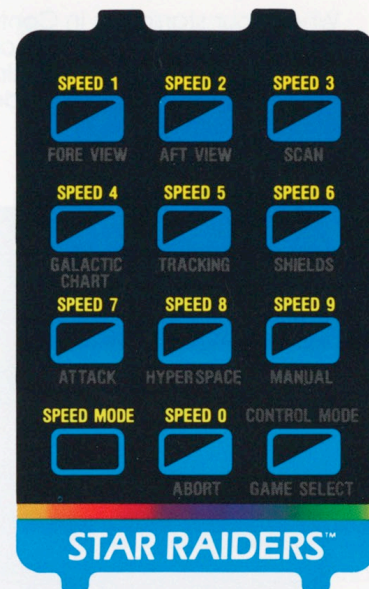 SPEED 1 SPEED 2 SPEED 3
FORE VIEW AFT VIEW SCAN
SPEED 4 SPEED 5 SPEED 6
GALACTIC CHART TRACKING SHIELDS
SPEED 7 SPEED 8 SPEED 9
ATTACK HYPERSPACE MANUAL
SPEED MODE SPEED 0 CONTROL MODE
ABORT GAME SELECT
STAR RAIDERS™